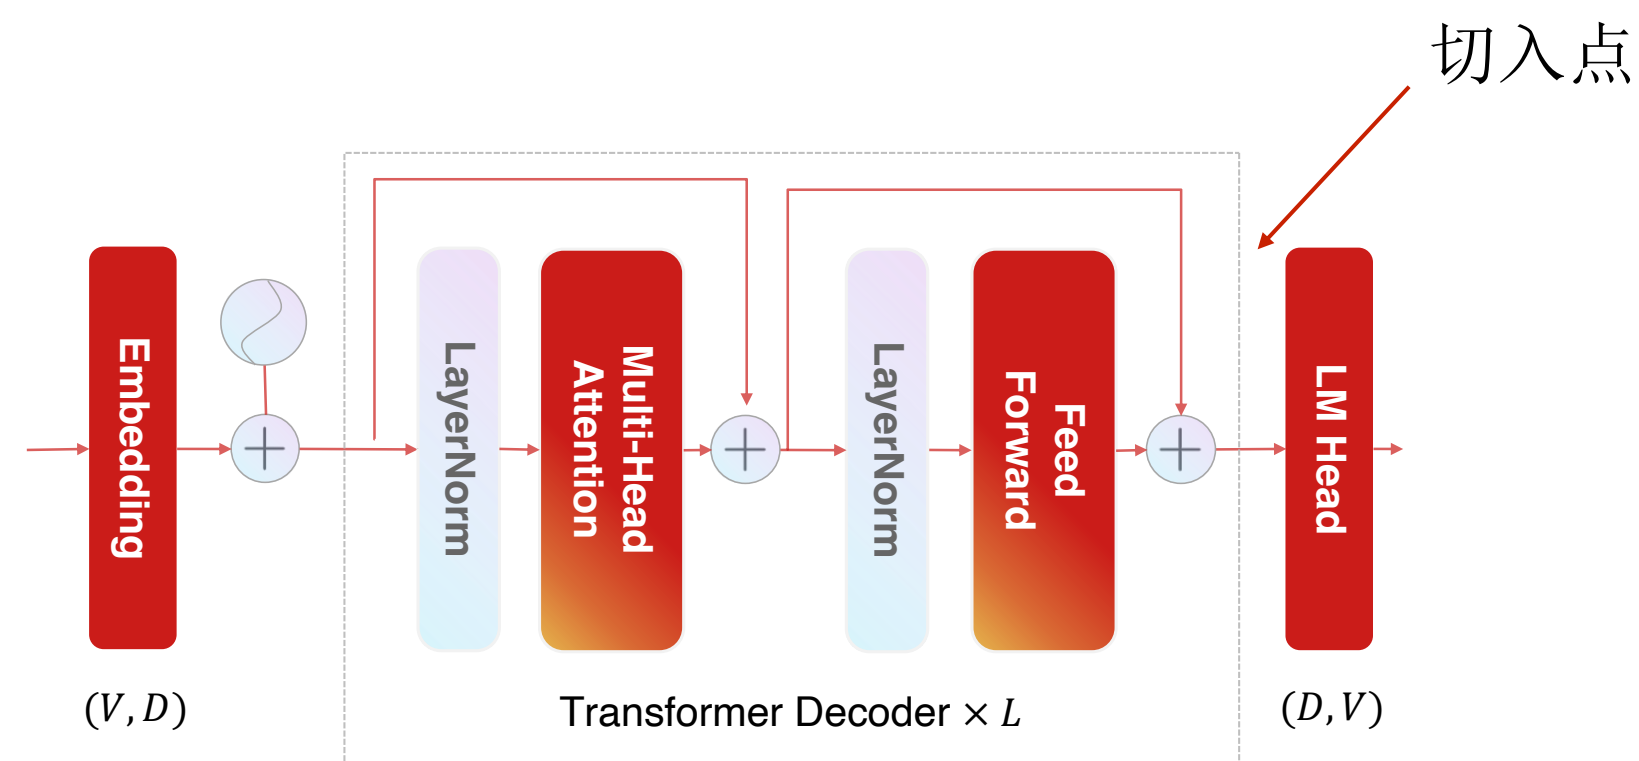 切入点
Embedding
LayerNorm
Multi-Head
Attention
LayerNorm
Feed
Forward
LM Head
(V, D)
Transformer Decoder × L
(D, V)